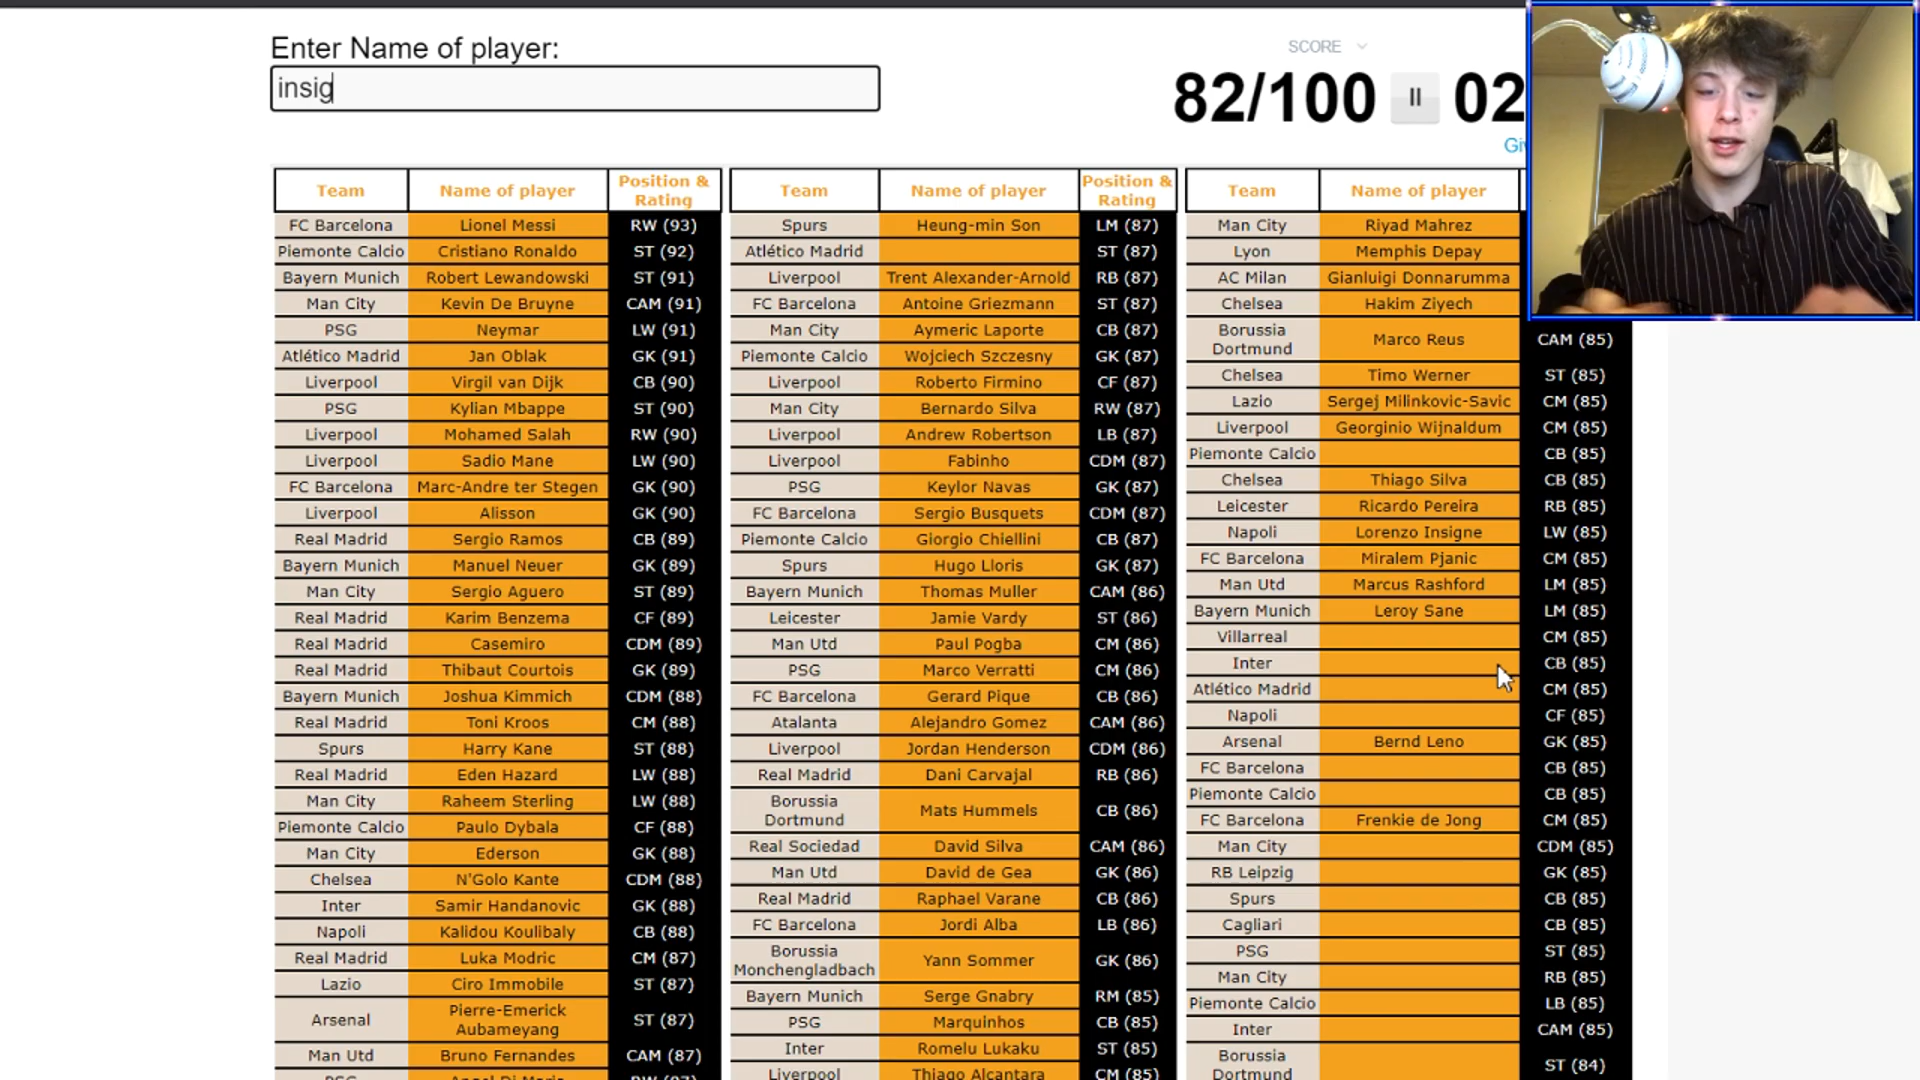 Enter Name of player:
insig
SCORE
82/100 02
Giv
Team Name of player Position & Rating
FC Barcelona Lionel Messi RW (93)
Piemonte Calcio Cristiano Ronaldo ST (92)
Bayern Munich Robert Lewandowski ST (91)
Man City Kevin De Bruyne CAM (91)
PSG Neymar LW (91)
Atlético Madrid Jan Oblak GK (91)
Liverpool Virgil van Dijk CB (90)
PSG Kylian Mbappe ST (90)
Liverpool Mohamed Salah RW (90)
Liverpool Sadio Mane LW (90)
FC Barcelona Marc-Andre ter Stegen GK (90)
Liverpool Alisson GK (90)
Real Madrid Sergio Ramos CB (89)
Bayern Munich Manuel Neuer GK (89)
Man City Sergio Aguero ST (89)
Real Madrid Karim Benzema CF (89)
Real Madrid Casemiro CDM (89)
Real Madrid Thibaut Courtois GK (89)
Bayern Munich Joshua Kimmich CDM (88)
Real Madrid Toni Kroos CM (88)
Spurs Harry Kane ST (88)
Real Madrid Eden Hazard LW (88)
Man City Raheem Sterling LW (88)
Piemonte Calcio Paulo Dybala CF (88)
Man City Ederson GK (88)
Chelsea N'Golo Kante CDM (88)
Inter Samir Handanovic GK (88)
Napoli Kalidou Koulibaly CB (88)
Real Madrid Luka Modric CM (87)
Lazio Ciro Immobile ST (87)
Arsenal Pierre-Emerick Aubameyang ST (87)
Man Utd Bruno Fernandes CAM (87)
Team Name of player Position & Rating
Spurs Heung-min Son LM (87)
Atlético Madrid ST (87)
Liverpool Trent Alexander-Arnold RB (87)
FC Barcelona Antoine Griezmann ST (87)
Man City Aymeric Laporte CB (87)
Piemonte Calcio Wojciech Szczesny GK (87)
Liverpool Roberto Firmino CF (87)
Man City Bernardo Silva RW (87)
Liverpool Andrew Robertson LB (87)
Liverpool Fabinho CDM (87)
PSG Keylor Navas GK (87)
FC Barcelona Sergio Busquets CDM (87)
Piemonte Calcio Giorgio Chiellini CB (87)
Spurs Hugo Lloris GK (87)
Bayern Munich Thomas Muller CAM (86)
Leicester Jamie Vardy ST (86)
Man Utd Paul Pogba CM (86)
PSG Marco Verratti CM (86)
FC Barcelona Gerard Pique CB (86)
Atalanta Alejandro Gomez CAM (86)
Liverpool Jordan Henderson CDM (86)
Real Madrid Dani Carvajal RB (86)
Borussia Dortmund Mats Hummels CB (86)
Real Sociedad David Silva CAM (86)
Man Utd David de Gea GK (86)
Real Madrid Raphael Varane CB (86)
FC Barcelona Jordi Alba LB (86)
Borussia Monchengladbach Yann Sommer GK (86)
Bayern Munich Serge Gnabry RM (85)
PSG Marquinhos CB (85)
Inter Romelu Lukaku ST (85)
Liverpool Thiago Alcantara CM (85)
Team Name of player
Man City Riyad Mahrez
Lyon Memphis Depay
AC Milan Gianluigi Donnarumma
Chelsea Hakim Ziyech
Borussia Dortmund Marco Reus CAM (85)
Chelsea Timo Werner ST (85)
Lazio Sergej Milinkovic-Savic CM (85)
Liverpool Georginio Wijnaldum CM (85)
Piemonte Calcio CB (85)
Chelsea Thiago Silva CB (85)
Leicester Ricardo Pereira RB (85)
Napoli Lorenzo Insigne LW (85)
FC Barcelona Miralem Pjanic CM (85)
Man Utd Marcus Rashford LM (85)
Bayern Munich Leroy Sane LM (85)
Villarreal CM (85)
Inter CB (85)
Atlético Madrid CM (85)
Napoli CF (85)
Arsenal Bernd Leno GK (85)
FC Barcelona CB (85)
Piemonte Calcio CB (85)
FC Barcelona Frenkie de Jong CM (85)
Man City CDM (85)
RB Leipzig GK (85)
Spurs CB (85)
Cagliari CB (85)
PSG ST (85)
Man City RB (85)
Piemonte Calcio LB (85)
Inter CAM (85)
Borussia Dortmund ST (84)